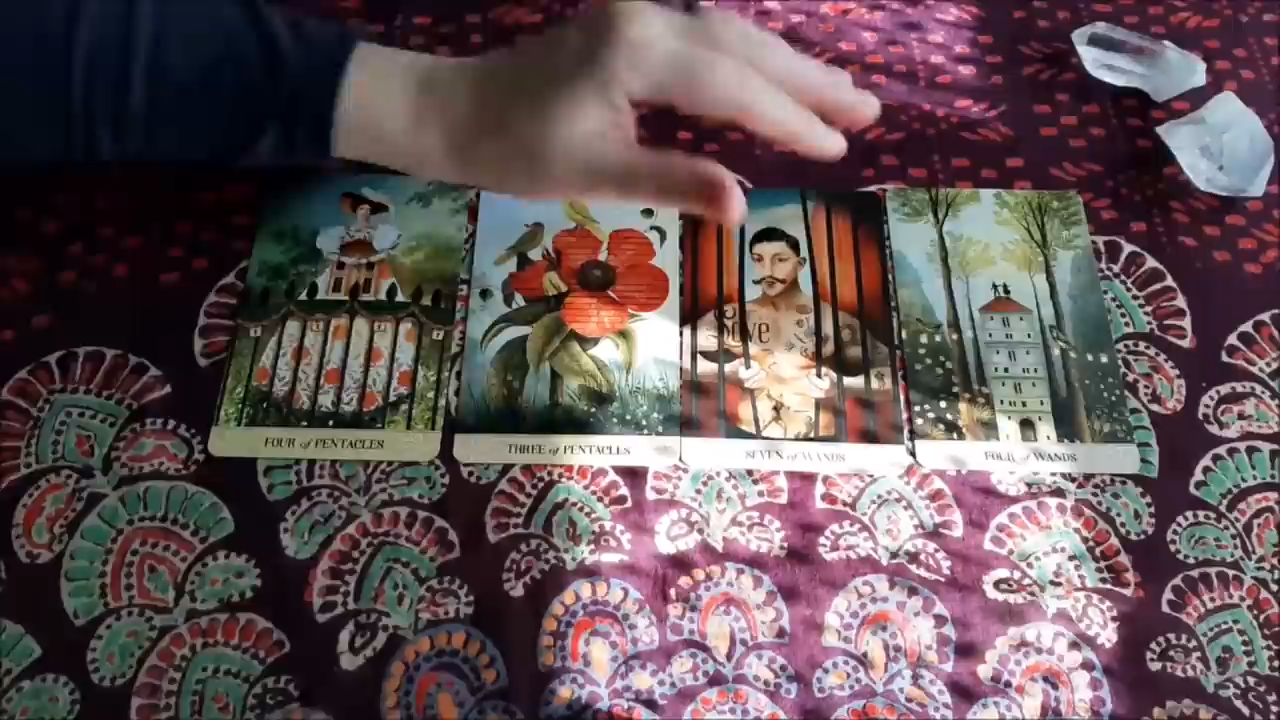 FOUR of PENTACLES
THREE of PENTACLES
SEVEN of WANDS
FOUR of WANDS